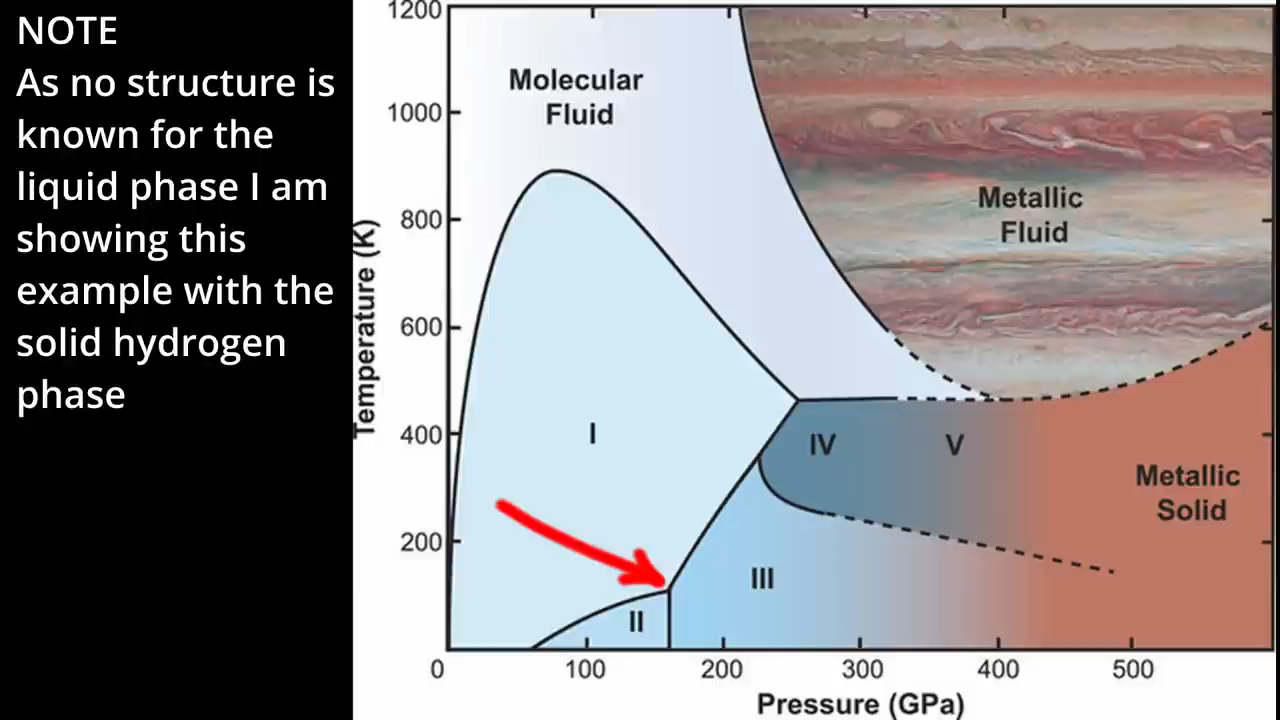 NOTE
As no structure is
known for the
liquid phase I am
showing this
example with the
solid hydrogen
phase
1200
1000
800
600
400
200
0
100
200
300
400
500
Temperature (K)
Pressure (GPa)
Molecular
Fluid
Metallic
Fluid
I
IV
V
Metallic
Solid
III
II